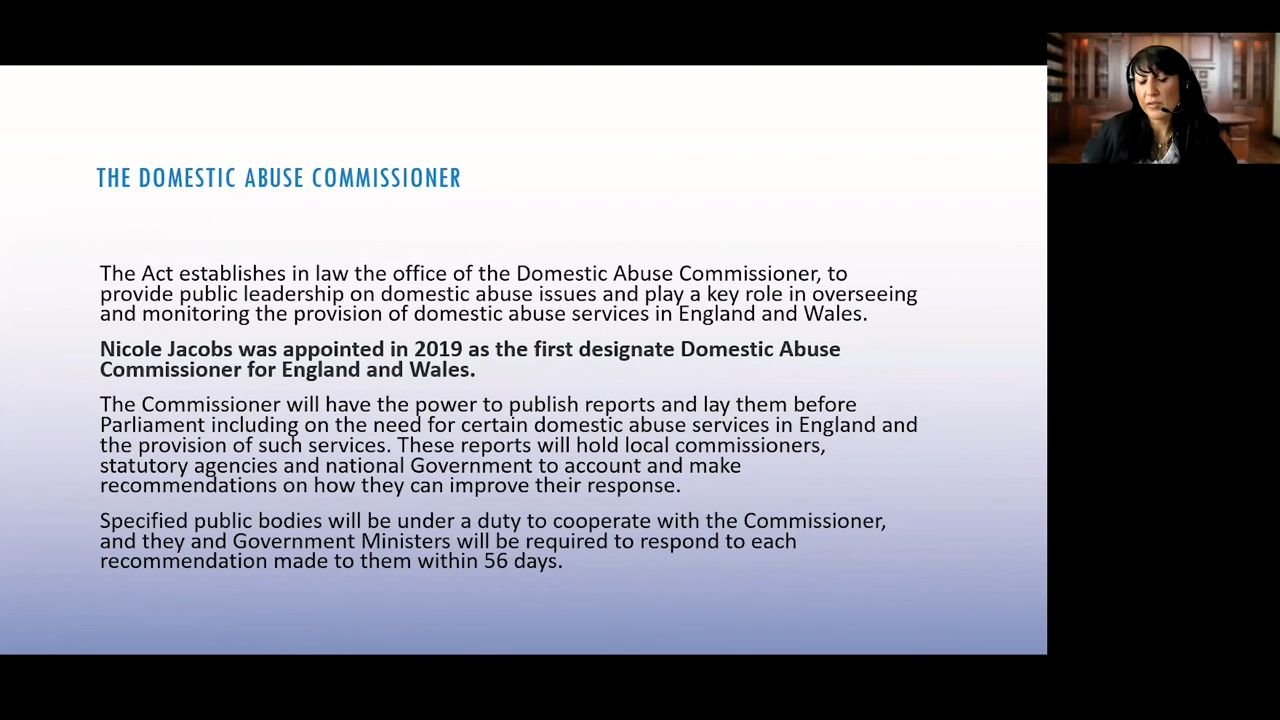 THE DOMESTIC ABUSE COMMISSIONER
The Act establishes in law the office of the Domestic Abuse Commissioner, to
provide public leadership on domestic abuse issues and play a key role in overseeing
and monitoring the provision of domestic abuse services in England and Wales.
Nicole Jacobs was appointed in 2019 as the first designate Domestic Abuse
Commissioner for England and Wales.
The Commissioner will have the power to publish reports and lay them before
Parliament including on the need for certain domestic abuse services in England and
the provision of such services. These reports will hold local commissioners,
statutory agencies and national Government to account and make
recommendations on how they can improve their response.
Specified public bodies will be under a duty to cooperate with the Commissioner,
and they and Government Ministers will be required to respond to each
recommendation made to them within 56 days.